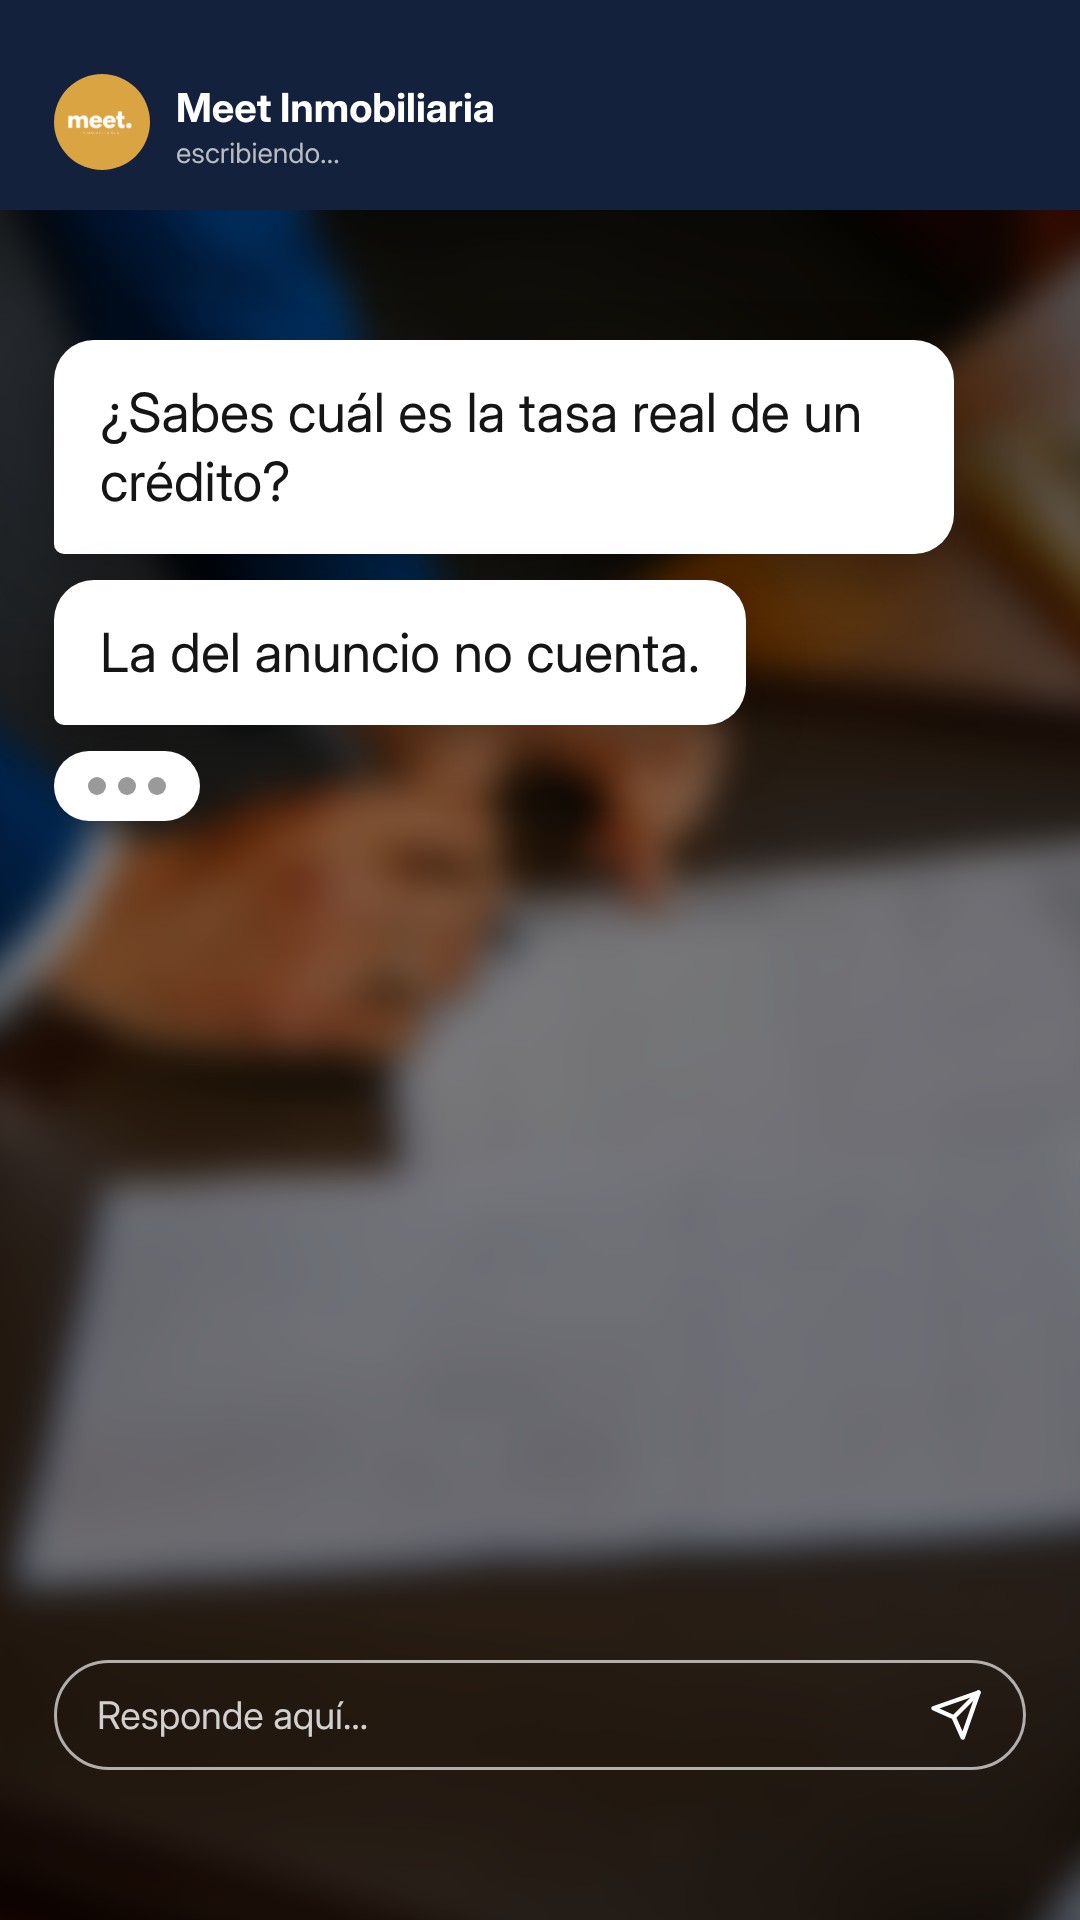 meet.
Meet Inmobiliaria
escribiendo...
¿Sabes cuál es la tasa real de un
crédito?
La del anuncio no cuenta.
Responde aquí...